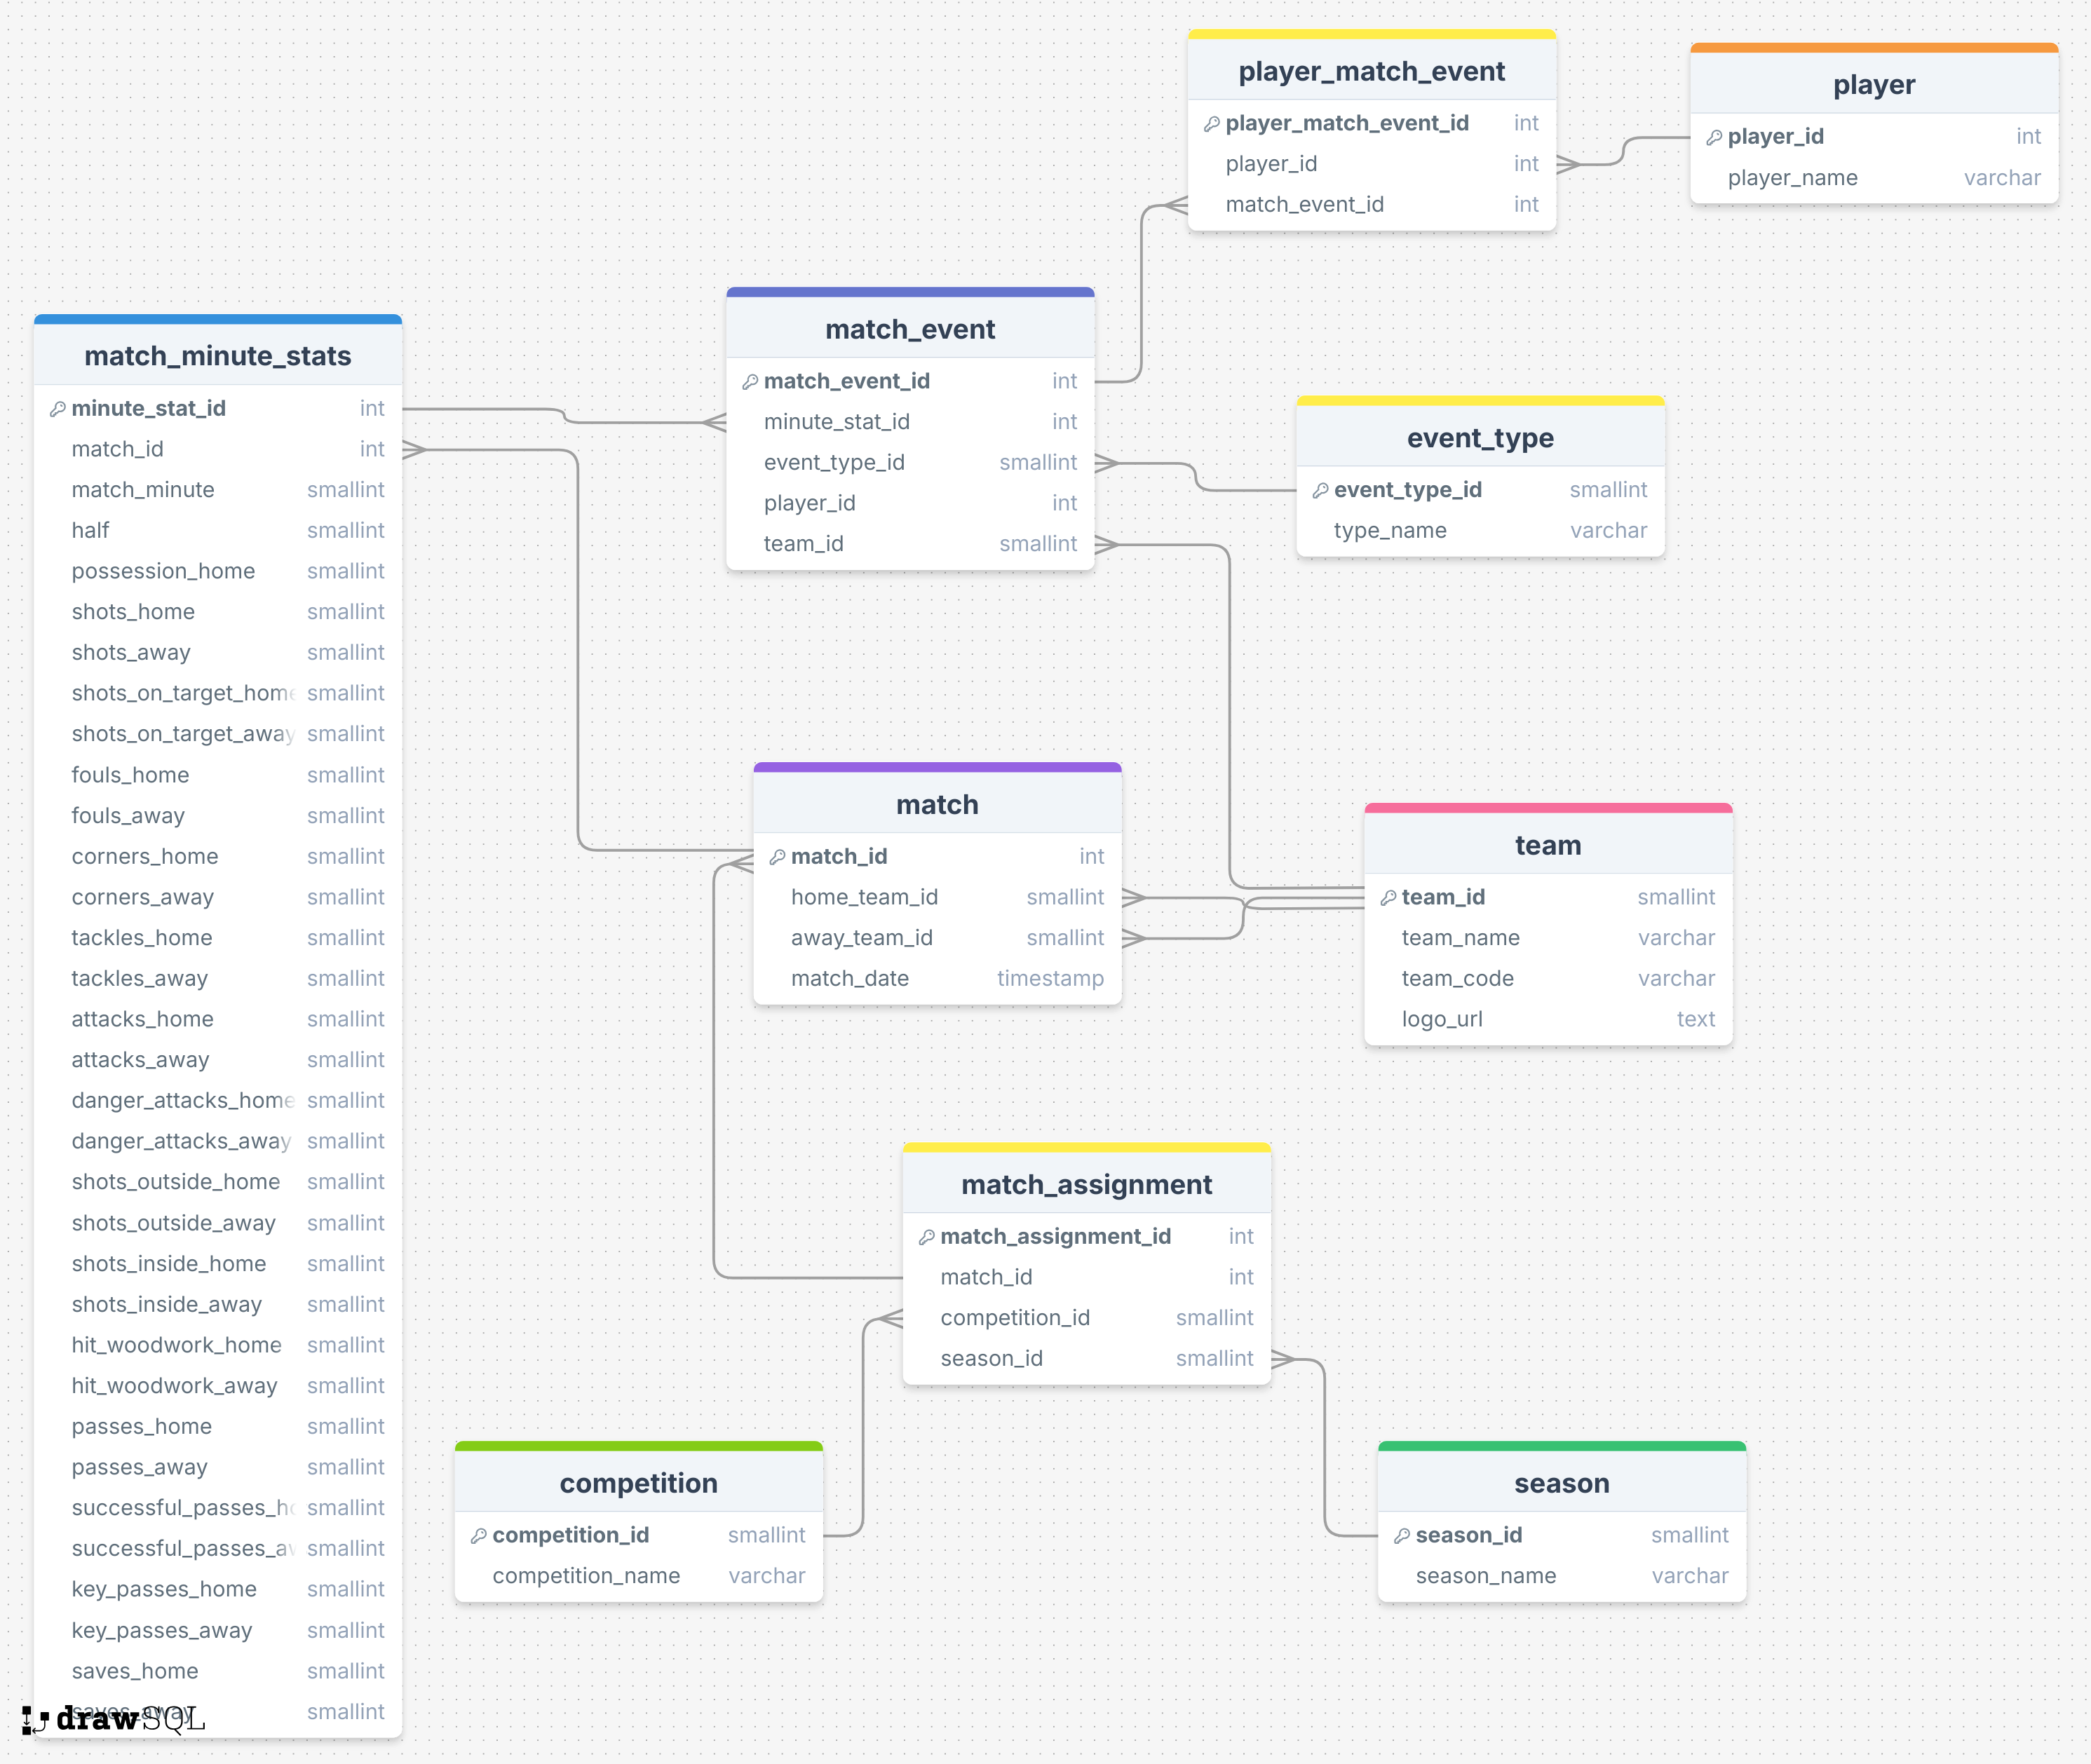 player_match_event
player_match_event_id int
player_id int
match_event_id int
player
player_id int
player_name varchar
match_event
match_event_id int
minute_stat_id int
event_type_id smallint
player_id int
team_id smallint
event_type
event_type_id smallint
type_name varchar
match_minute_stats
minute_stat_id int
match_id int
match_minute smallint
half smallint
possession_home smallint
shots_home smallint
shots_away smallint
shots_on_target_home smallint
shots_on_target_away smallint
fouls_home smallint
fouls_away smallint
corners_home smallint
corners_away smallint
tackles_home smallint
tackles_away smallint
attacks_home smallint
attacks_away smallint
danger_attacks_home smallint
danger_attacks_away smallint
shots_outside_home smallint
shots_outside_away smallint
shots_inside_home smallint
shots_inside_away smallint
hit_woodwork_home smallint
hit_woodwork_away smallint
passes_home smallint
passes_away smallint
successful_passes_ho smallint
successful_passes_aw smallint
key_passes_home smallint
key_passes_away smallint
saves_home smallint
saves_away smallint
drawSQL
match
match_id int
home_team_id smallint
away_team_id smallint
match_date timestamp
team
team_id smallint
team_name varchar
team_code varchar
logo_url text
match_assignment
match_assignment_id int
match_id int
competition_id smallint
season_id smallint
competition
competition_id smallint
competition_name varchar
season
season_id smallint
season_name varchar